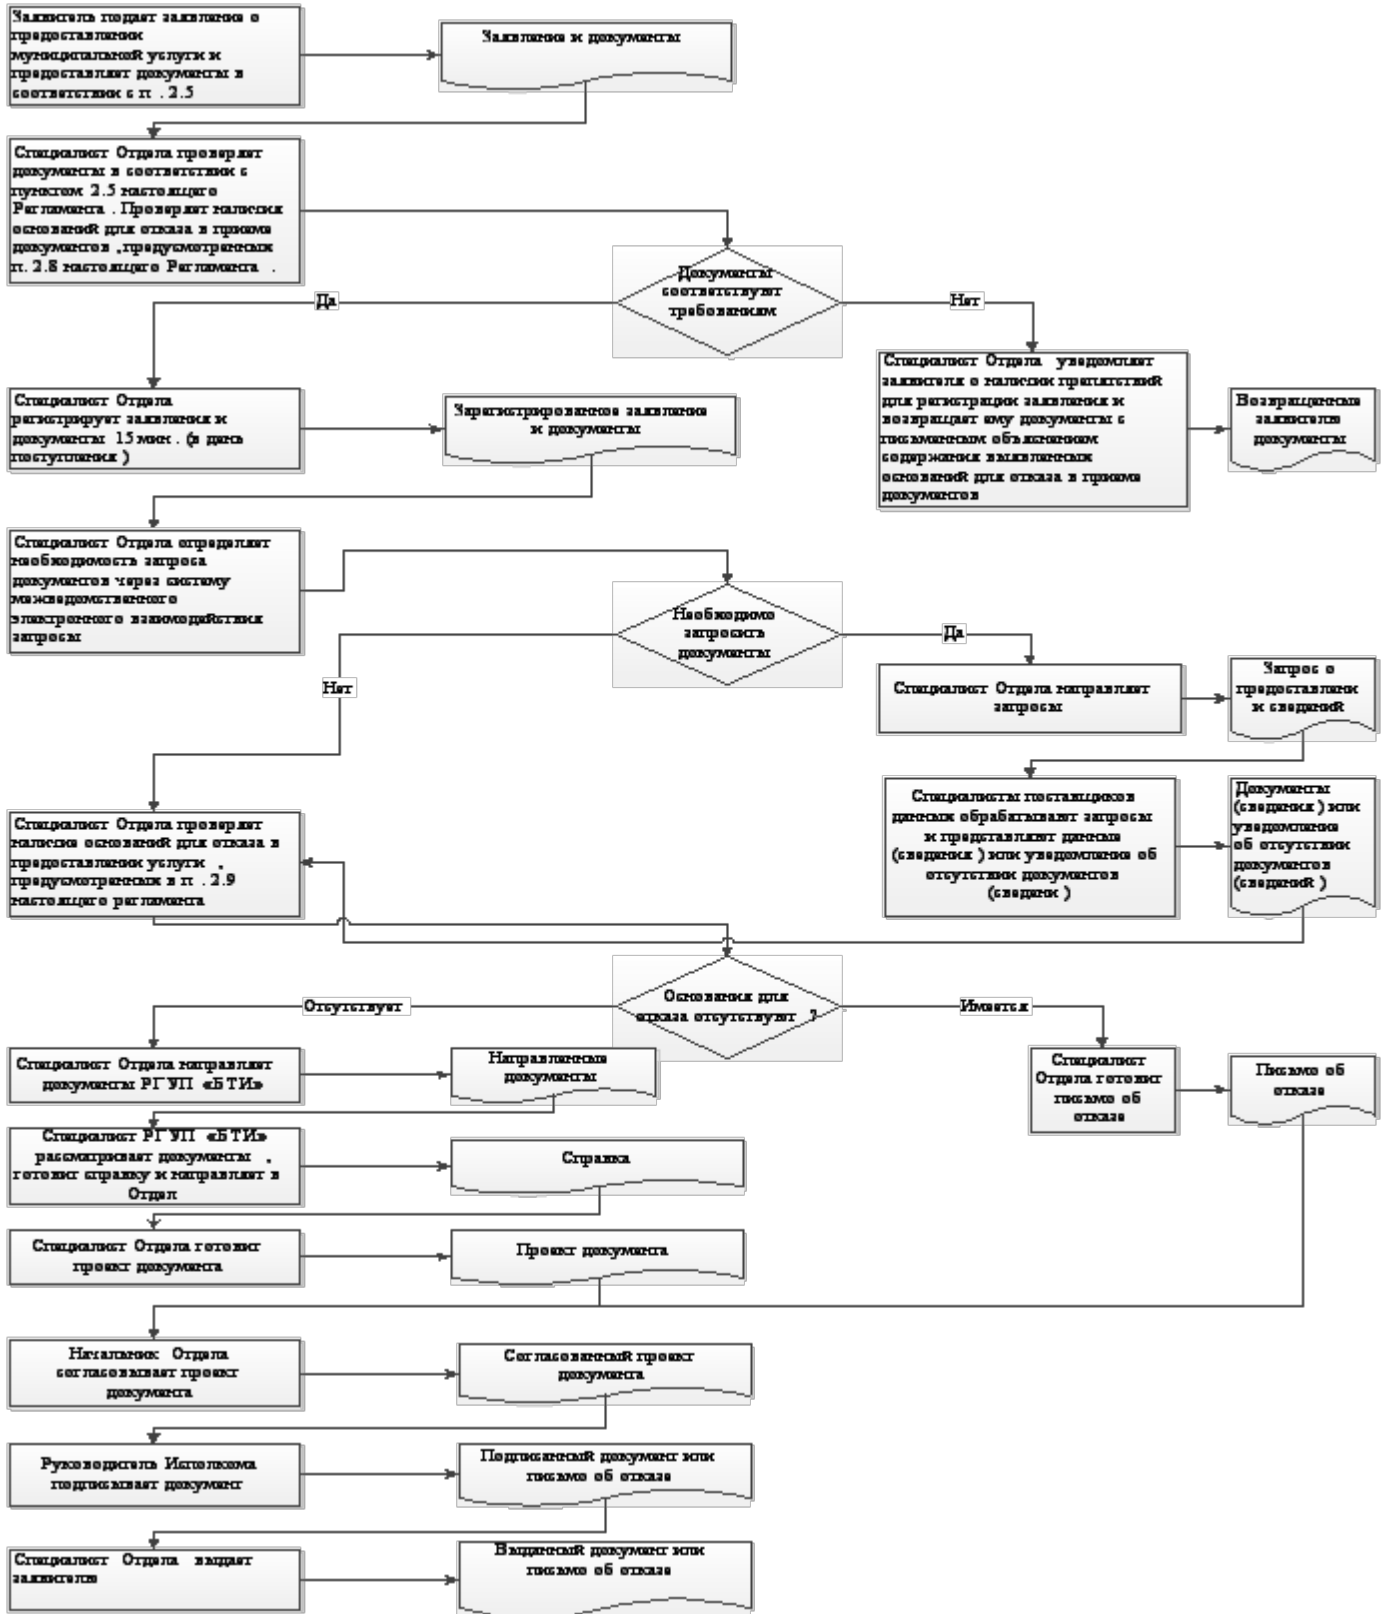 Заявитель подает заявление о
предоставлении
муниципальной услуги и
предоставляет документы в
соответствии с п . 2.5
Заявление и документы
Специалист Отдела проверяет
документы в соответствии с
пунктом 2.5 настоящего
Регламента . Проверяет наличия
оснований для отказа в приеме
документов ,предусмотренных
п. 2.8 настоящего Регламента .
Документы
соответствуют
требованиям
Да
Нет
Специалист Отдела уведомляет
заявителя о наличии препятствий
для регистрации заявления и
возвращает ему документы с
письменным объяснением
содержания выявленных
оснований для отказа в приеме
документов
Возвращенные
заявителю
документы
Специалист Отдела
регистрирует заявления и
документы 15 мин . (в день
поступления )
Зарегистрированное заявление
и документы
Специалист Отдела определяет
необходимость запроса
документов через систему
межведомственного
электронного взаимодействия
запросы
Необходимо
запросить
документы
Да
Нет
Специалист Отдела направляет
запросы
Запрос о
предоставлени
и сведений
Специалисты поставщиков
данных обрабатывают запросы
и представляют данные
(сведения ) или уведомление об
отсутствии документов
(сведени )
Документы
(сведения ) или
уведомление
об отсутствии
документов
(сведений )
Специалист Отдела проверяет
наличие оснований для отказа в
предоставлении услуги ,
предусмотренных в п . 2.9
настоящего регламента
Основания для
отказа отсутствуют ?
Отсутствует
Имеется
Специалист Отдела направляет
документы РГУП «БТИ»
Направленные
документы
Специалист
Отдела готовит
письмо об
отказе
Письмо об
отказе
Специалист РГУП «БТИ»
рассматривает документы ,
готовит справку и направляет в
Отдел
Справка
Специалист Отдела готовит
проект документа
Проект документа
Начальник Отдела
согласовывает проект
документа
Согласованный проект
документа
Руководитель Исполкома
подписывает документ
Подписанный документ или
письмо об отказе
Специалист Отдела выдает
заявителю
Выданный документ или
письмо об отказе